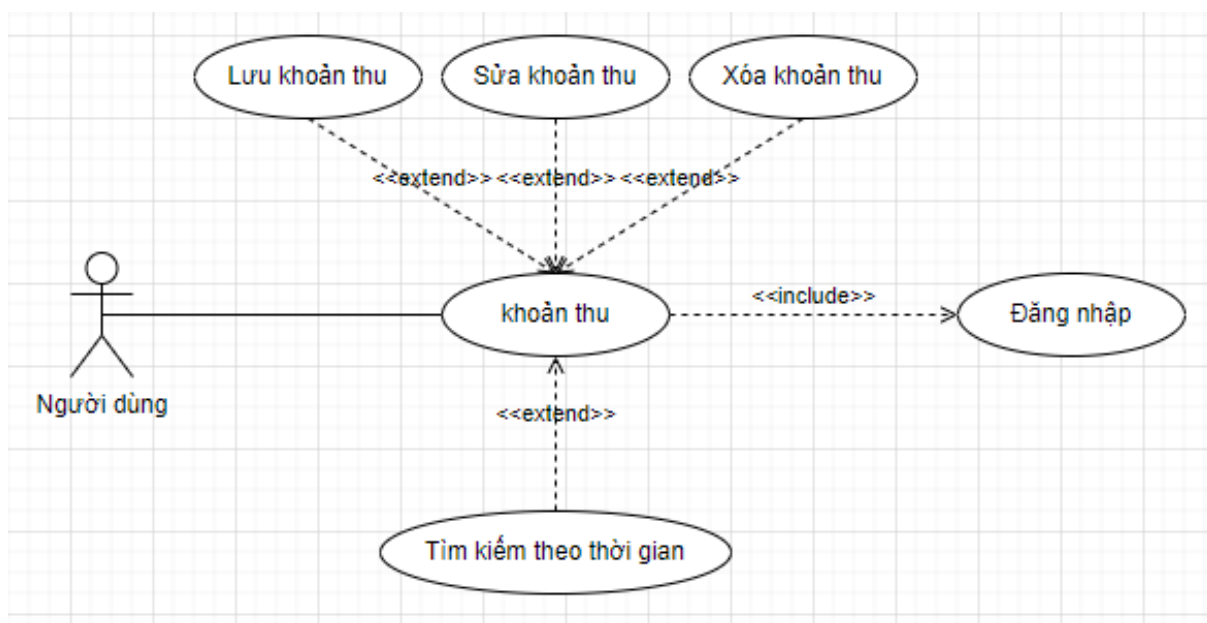 Lưu khoản thu
Sửa khoản thu
Xóa khoản thu
<<extend>>
<<extend>>
<<extend>>
khoản thu
<<include>>
Đăng nhập
Người dùng
<<extend>>
Tìm kiếm theo thời gian